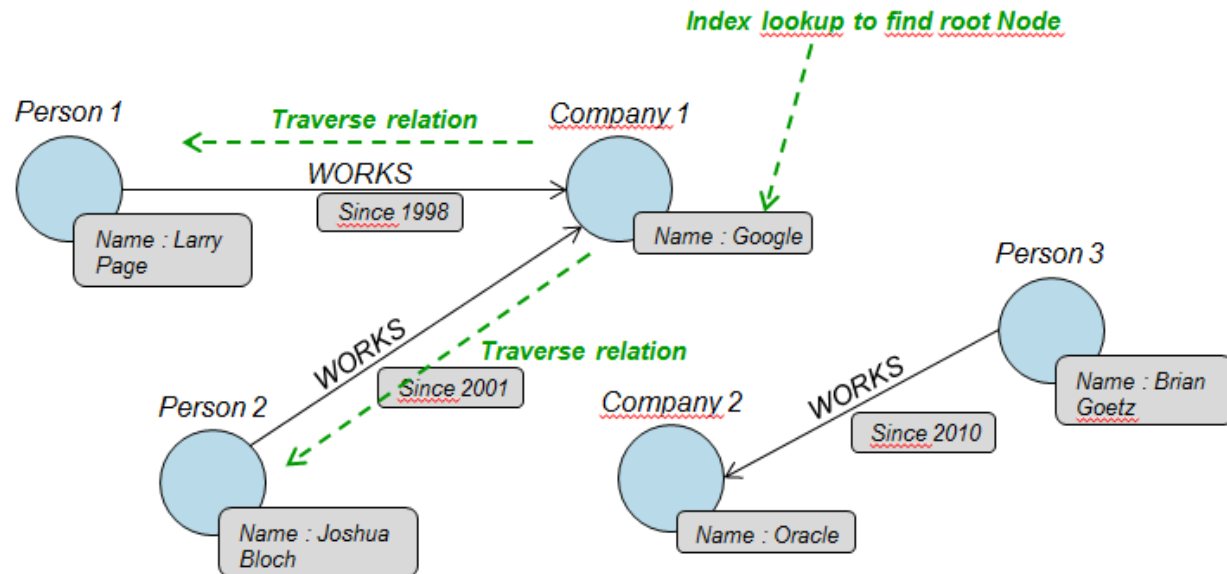 Index lookup to find root Node
Person 1
Traverse relation
Company 1
WORKS
Since 1998
Name : Larry
Page
Name : Google
Person 3
WORKS
Traverse relation
Since 2001
Name : Brian
Goetz
WORKS
Since 2010
Person 2
Company 2
Name : Joshua
Bloch
Name : Oracle